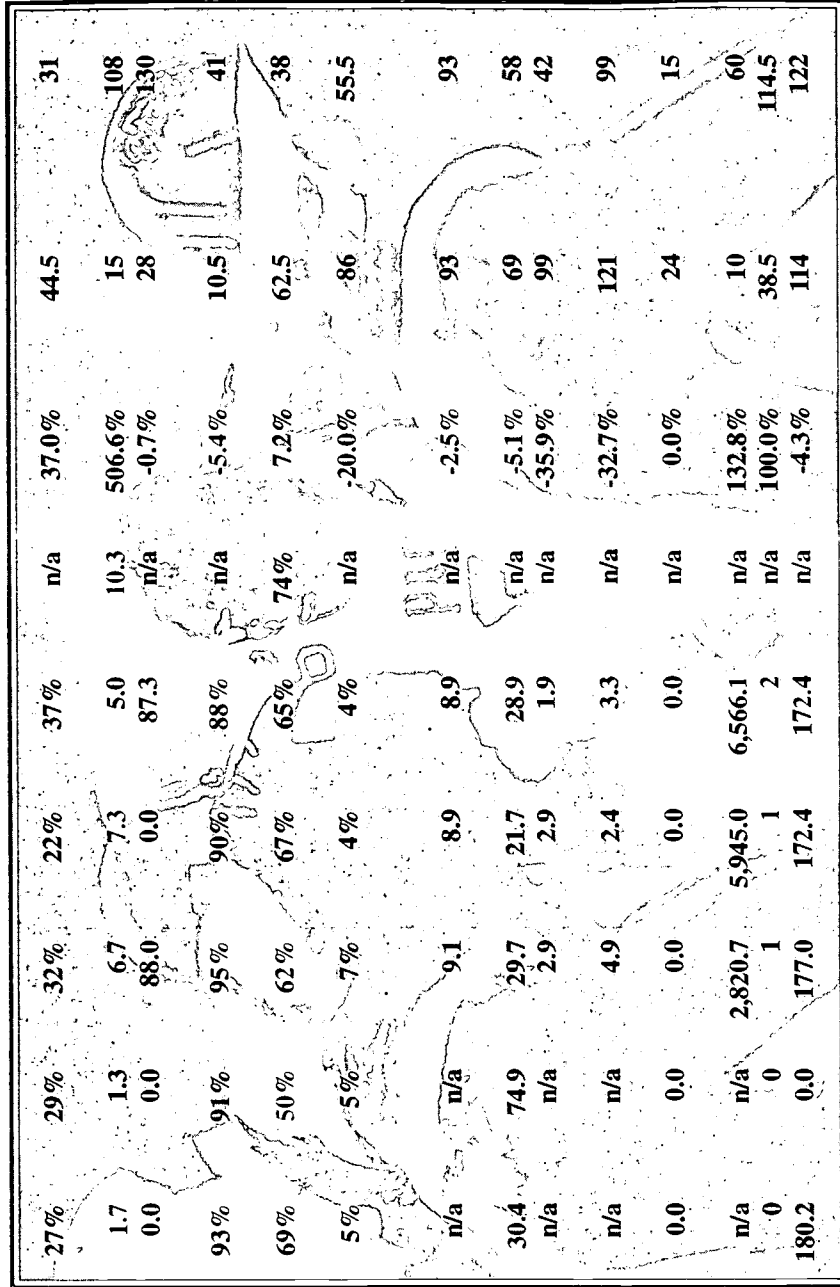 27% 29% 32% 22% 37% n/a 37.0% 44.5 31
1.7 1.3 6.7 7.3 5.0 10.3 506.6% 15 108
0.0 0.0 88.0 0.0 87.3 n/a -0.7% 28 130
93% 91% 95% 90% 88% n/a -5.4% 10.5 41
69% 50% 62% 67% 65% 74% 7.2% 62.5 38
5% 5% 7% 4% 4% n/a -20.0% 86 55.5
n/a n/a 9.1 8.9 8.9 n/a -2.5% 93 93
30.4 74.9 29.7 21.7 28.9 n/a -5.1% 69 58
n/a n/a 2.9 2.9 1.9 n/a -35.9% 99 42
n/a n/a 4.9 2.4 3.3 n/a -32.7% 121 99
0.0 0.0 0.0 0.0 0.0 n/a 0.0% 24 15
n/a n/a 2,820.7 5,945.0 6,566.1 n/a 132.8% 10 60
0 0 1 1 2 n/a 100.0% 38.5 114.5
180.2 0.0 177.0 172.4 172.4 n/a -4.3% 114 122